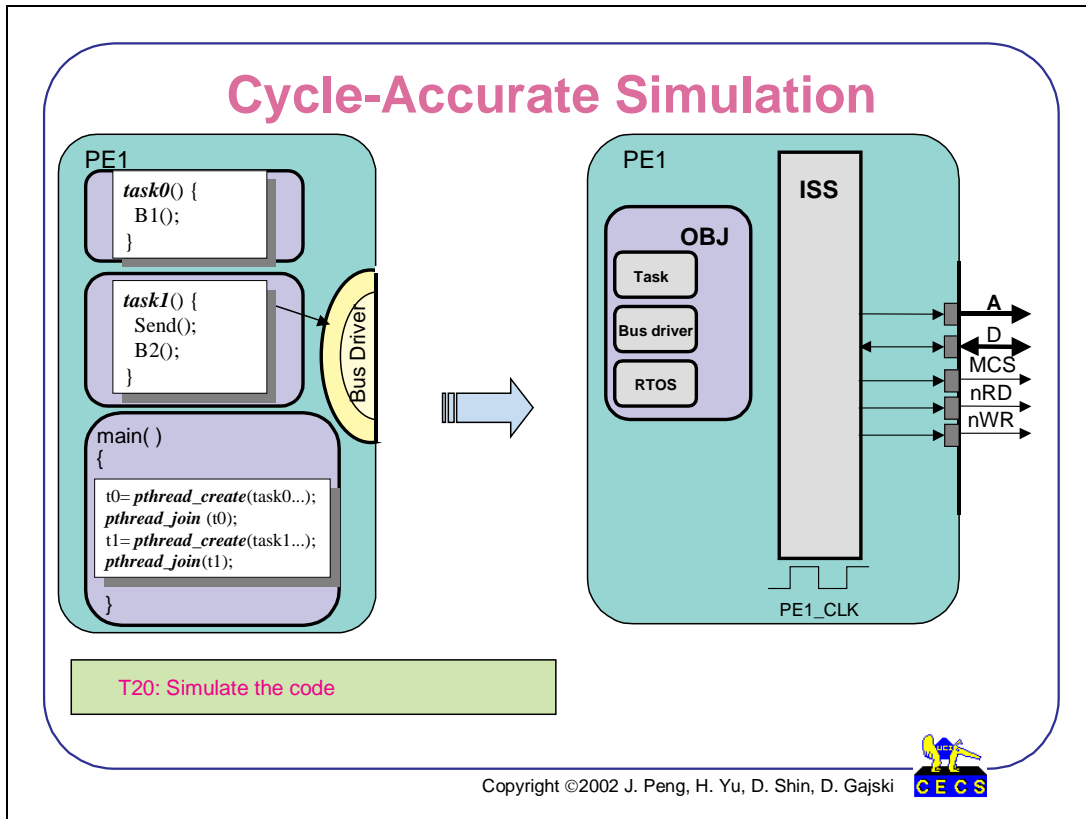 Cycle-Accurate Simulation
PE1
task0() {
B1();
}
task1() {
Send();
B2();
}
Bus Driver
main( )
{
t0= pthread_create(task0...);
pthread_join (t0);
t1= pthread_create(task1...);
pthread_join(t1);
}
PE1
ISS
OBJ
Task
Bus driver
RTOS
A
D
MCS
nRD
nWR
PE1_CLK
T20: Simulate the code
Copyright ©2002 J. Peng, H. Yu, D. Shin, D. Gajski
UCI
C E C S